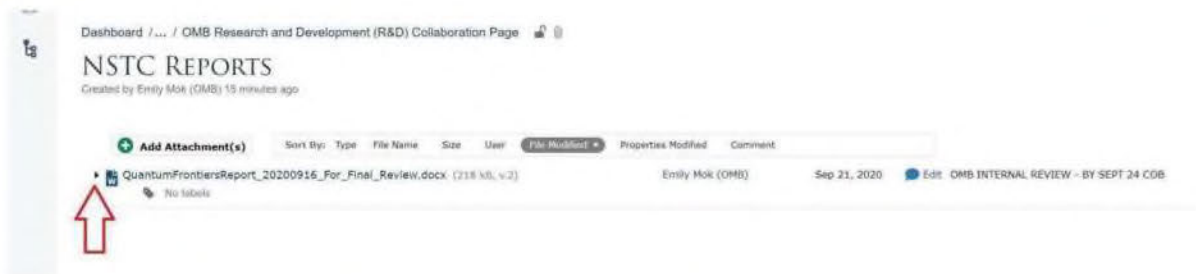 Dashboard /... / OMB Research and Development (R&D) Collaboration Page
NSTC REPORTS
Created by Emily Mok (OMB) 15 minutes ago
Add Attachment(s) Sort By: Type File Name Size User File Modified Properties Modified Comment
QuantumFrontiersReport_20200916_For_Final_Review.docx (218 kB, v.2) Emily Mok (OMB) Sep 21, 2020 Edit OMB INTERNAL REVIEW - BY SEPT 24 COB
No labels